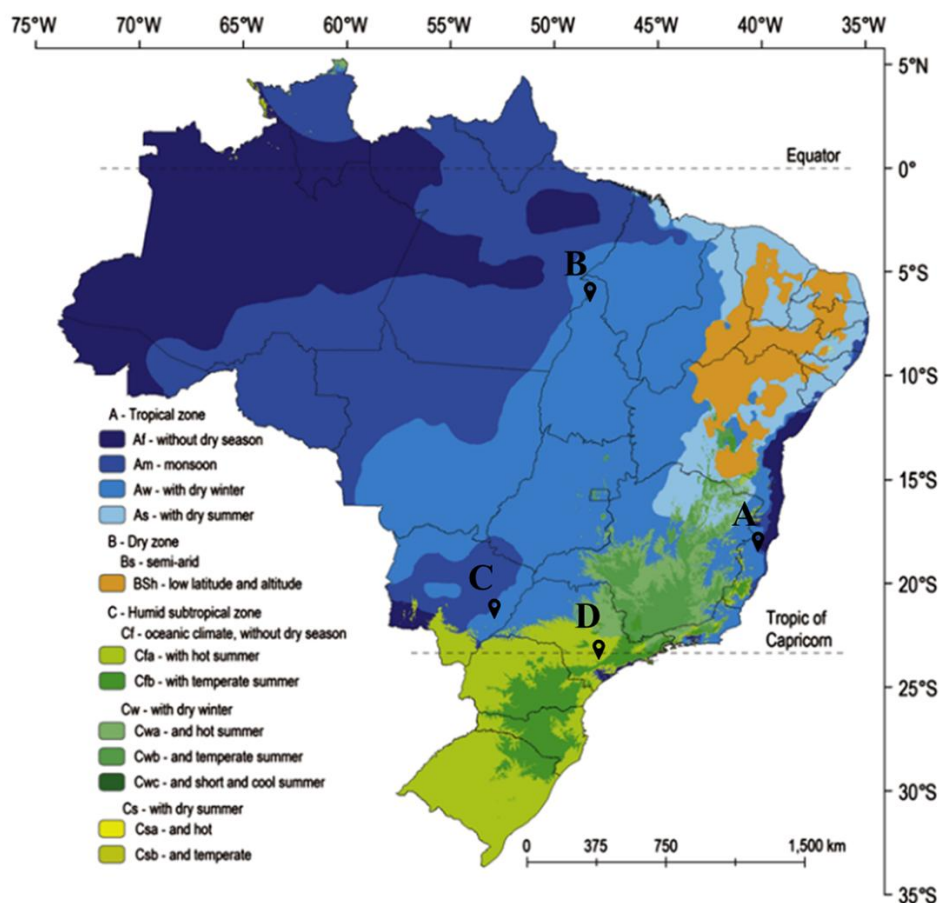 75°W 70°W 65°W 60°W 55°W 50°W 45°W 40°W 35°W
5°N
Equator
0°
B
5°S
10°S
A - Tropical zone
Af - without dry season
Am - monsoon
Aw - with dry winter
As - with dry summer
15°S
A
B - Dry zone
Bs - semi-arid
BSh - low latitude and altitude
C
20°S
C - Humid subtropical zone
Cf - oceanic climate, without dry season
D
Tropic of
Capricorn
Cfa - with hot summer
Cfb - with temperate summer
25°S
Cw - with dry winter
Cwa - and hot summer
Cwb - and temperate summer
Cwc - and short and cool summer
30°S
Cs - with dry summer
Csa - and hot
Csb - and temperate
0 375 750 1,500 km
35°S